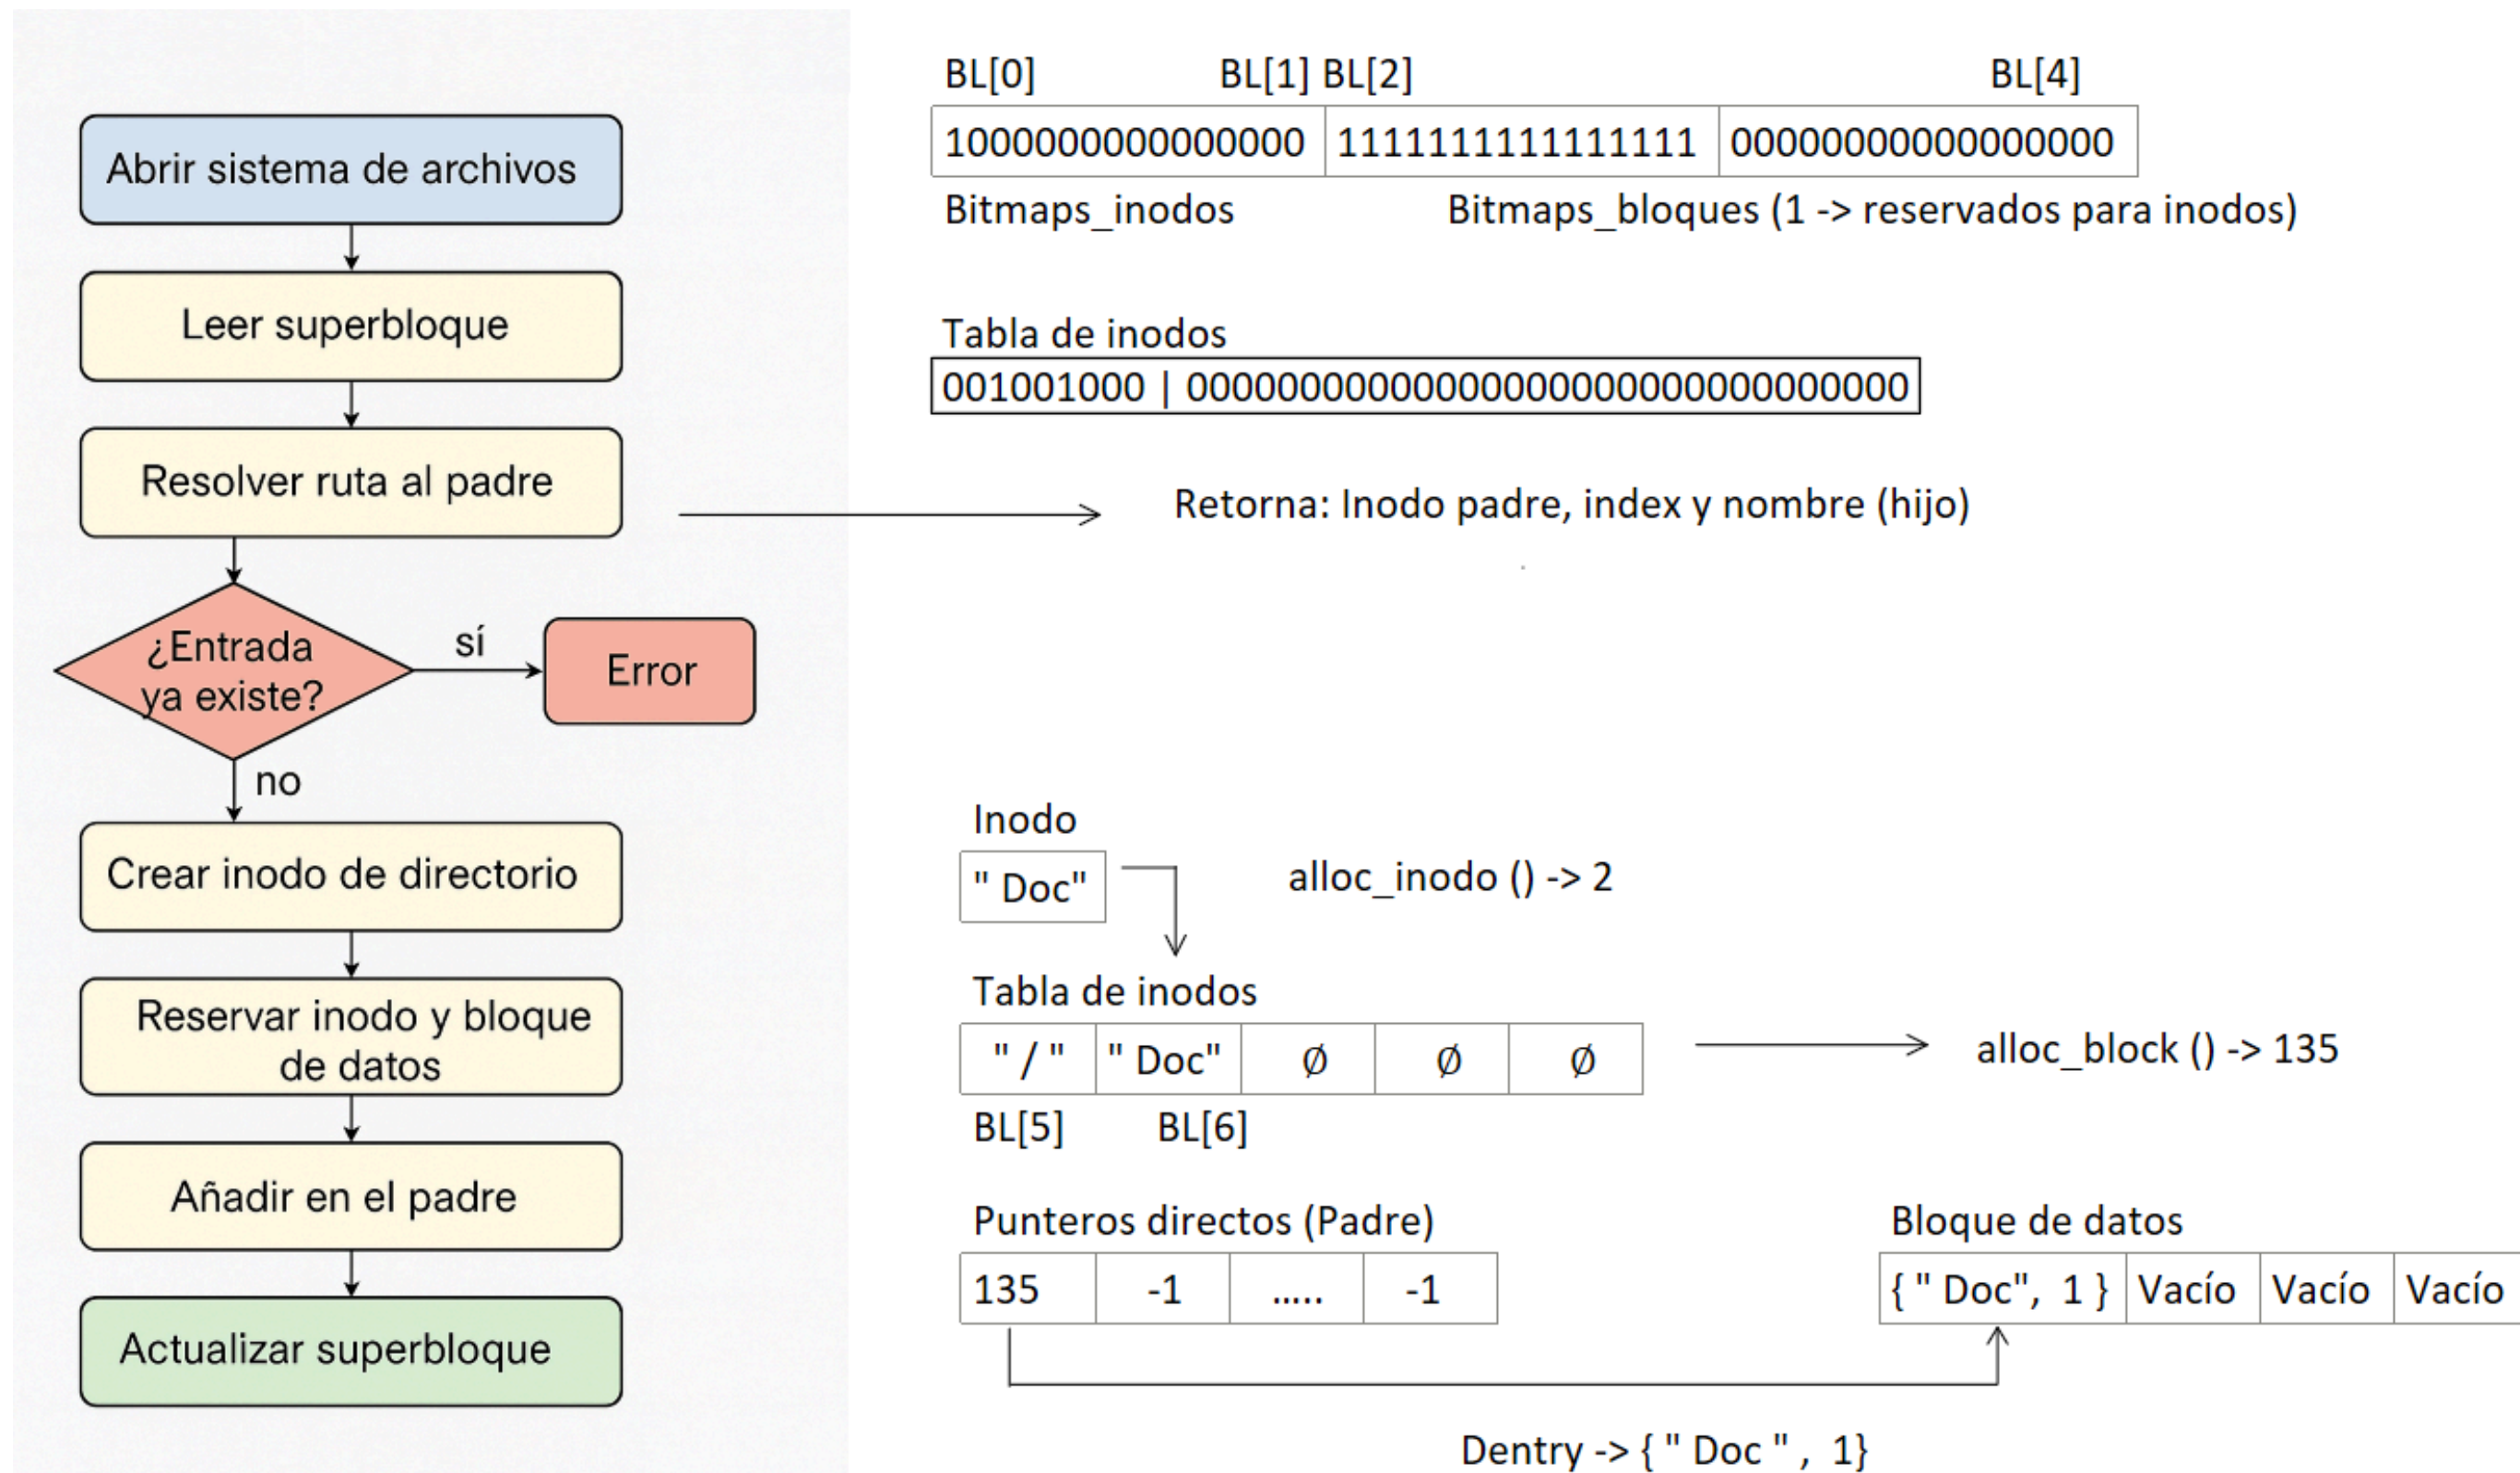 Abrir sistema de archivos
Leer superbloque
Resolver ruta al padre
¿Entrada
ya existe?
sí
Error
no
Crear inodo de directorio
Reservar inodo y bloque
de datos
Añadir en el padre
Actualizar superbloque
BL[0] BL[1] BL[2] BL[4]
1000000000000000 1111111111111111 00000000000000000
Bitmaps_inodos Bitmaps_bloques (1 -> reservados para inodos)
Tabla de inodos
001001000 | 00000000000000000000000000000000
Retorna: Inodo padre, index y nombre (hijo)
Inodo
" Doc" alloc_inodo () -> 2
Tabla de inodos
" / " " Doc" Ø Ø Ø alloc_block () -> 135
BL[5] BL[6]
Punteros directos (Padre) Bloque de datos
135 -1 ..... -1 { " Doc", 1 } Vacío Vacío Vacío
Dentry -> { " Doc " , 1}